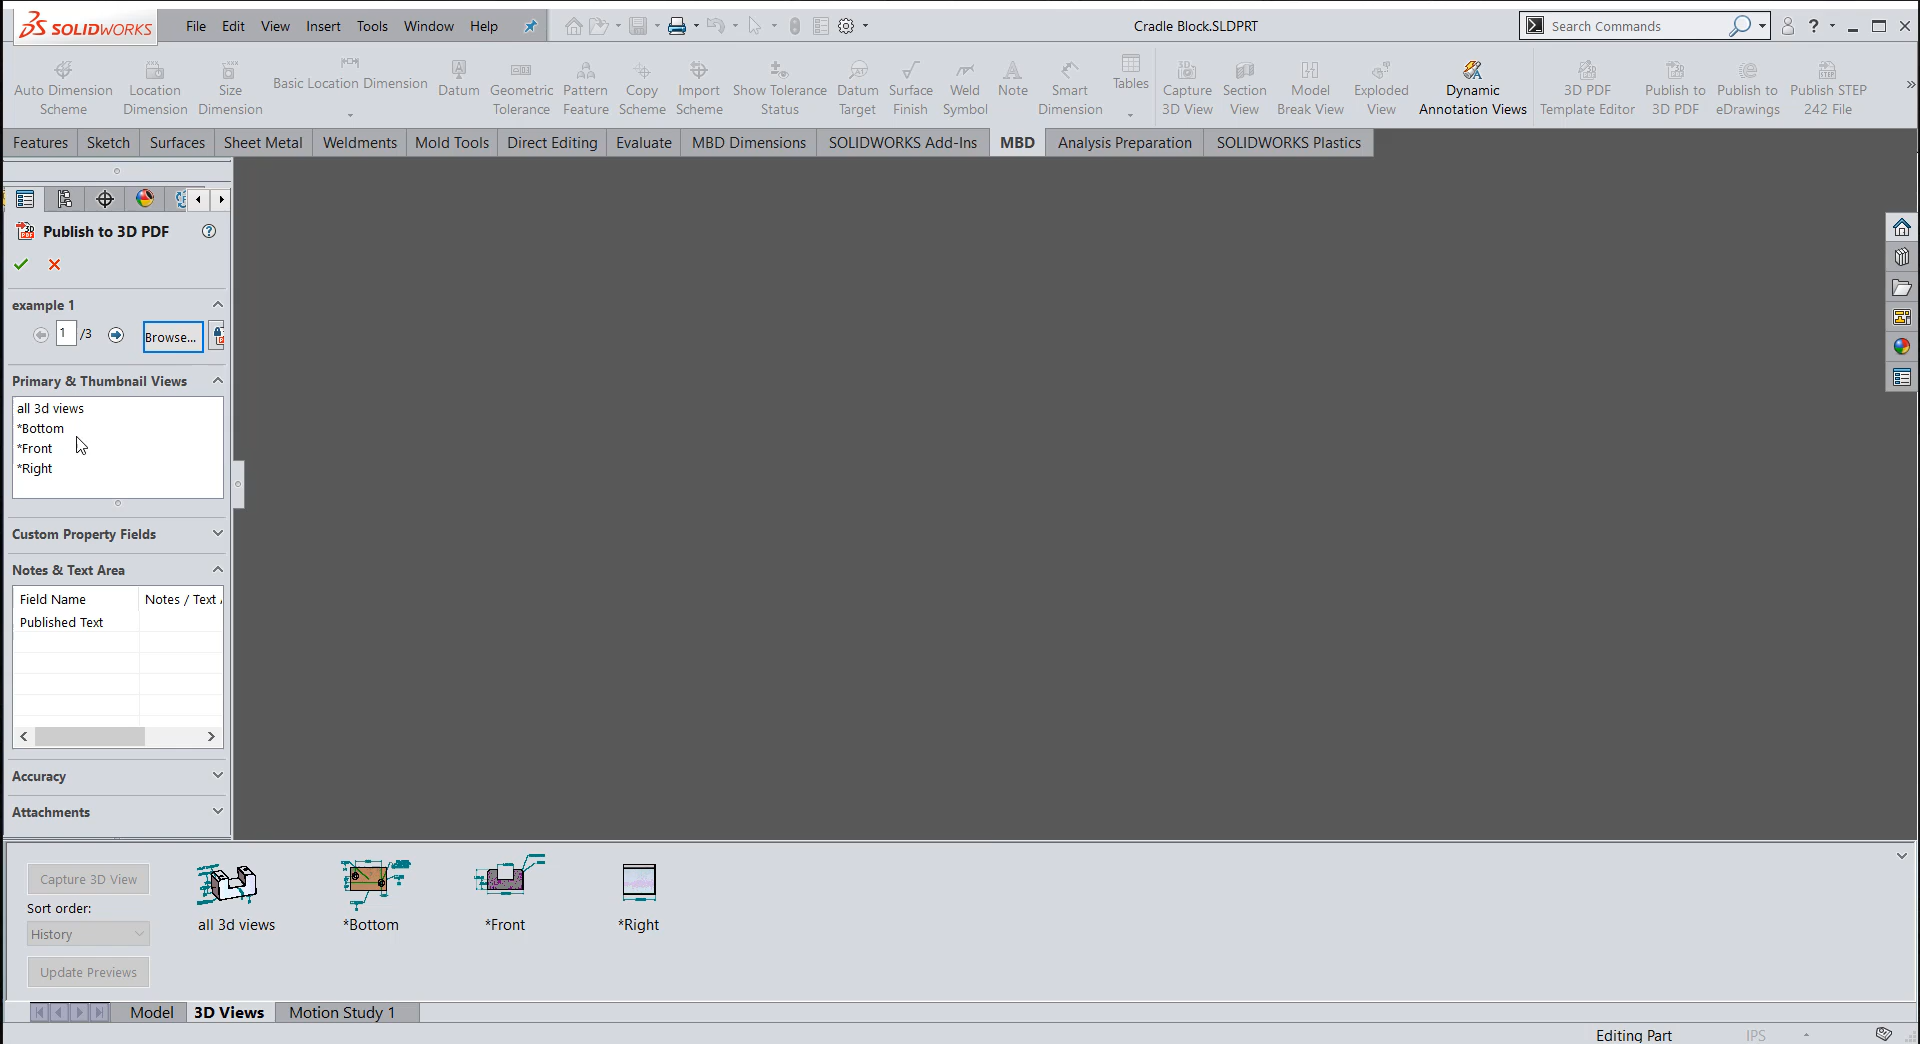 SOLIDWORKS File Edit View Insert Tools Window Help Cradle Block.SLDPRT Search Commands ?
Auto Dimension Scheme
Location Dimension
Size Dimension
Basic Location Dimension
Datum
Geometric Tolerance
Pattern Feature
Copy Scheme
Import Scheme
Show Tolerance Status
Datum Target
Surface Finish
Weld Symbol
Note
Smart Dimension
Tables
Capture 3D View
Section View
Model Break View
Exploded View
Dynamic Annotation Views
3D PDF Template Editor
Publish to 3D PDF
Publish to eDrawings
Publish STEP 242 File
Features Sketch Surfaces Sheet Metal Weldments Mold Tools Direct Editing Evaluate MBD Dimensions SOLIDWORKS Add-Ins MBD Analysis Preparation SOLIDWORKS Plastics
Publish to 3D PDF
example 1
1 /3 Browse...
Primary & Thumbnail Views
all 3d views
*Bottom
*Front
*Right
Custom Property Fields
Notes & Text Area
Field Name Notes / Text
Published Text
Accuracy
Attachments
Capture 3D View
Sort order:
History
Update Previews
all 3d views *Bottom *Front *Right
Model 3D Views Motion Study 1
Editing Part IPS